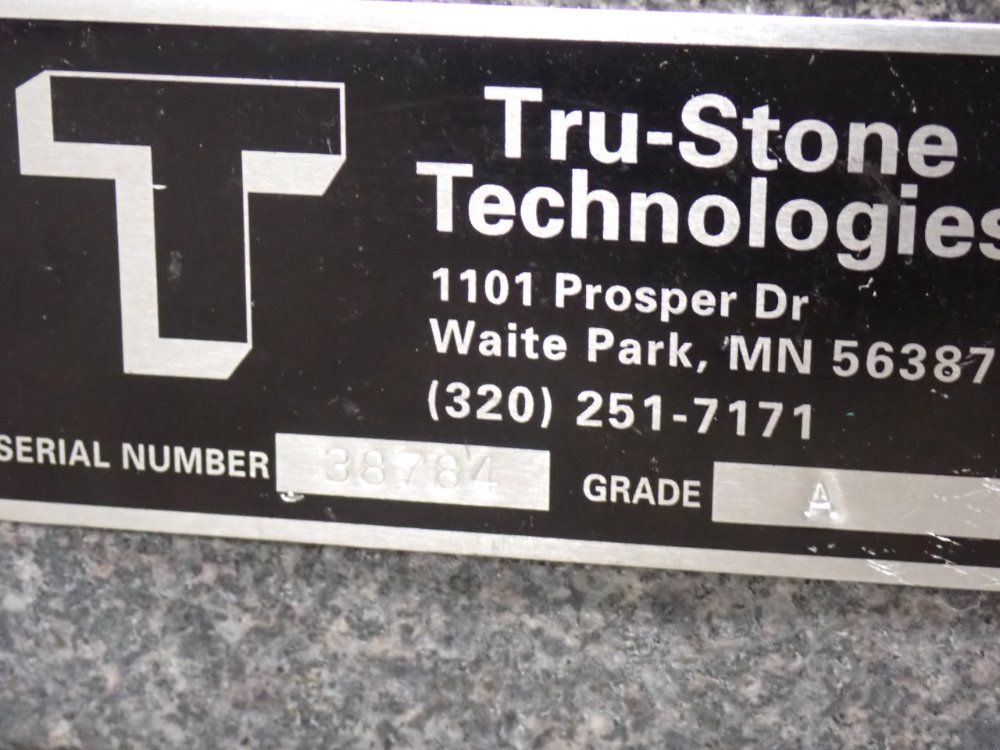 T
Tru-Stone
Technologies
1101 Prosper Dr
Waite Park, MN 56387
(320) 251-7171
SERIAL NUMBER 38784 GRADE A